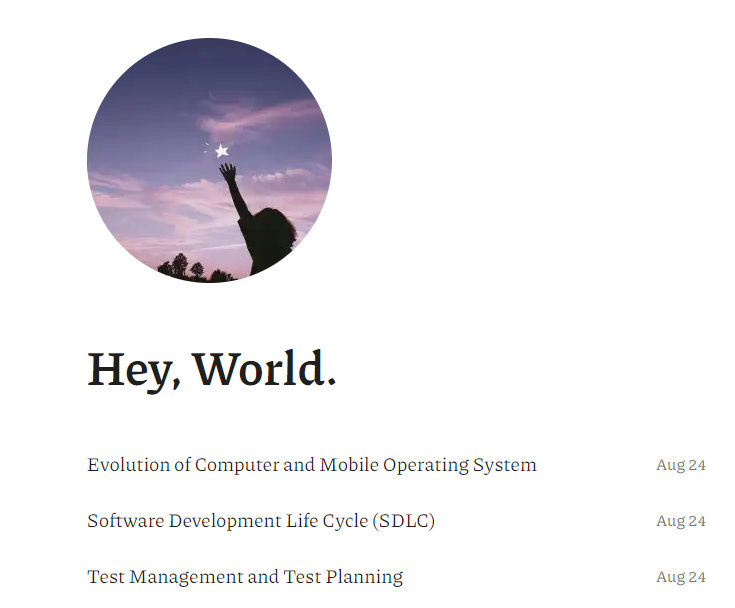 Hey, World.
Evolution of Computer and Mobile Operating System Aug 24
Software Development Life Cycle (SDLC) Aug 24
Test Management and Test Planning Aug 24